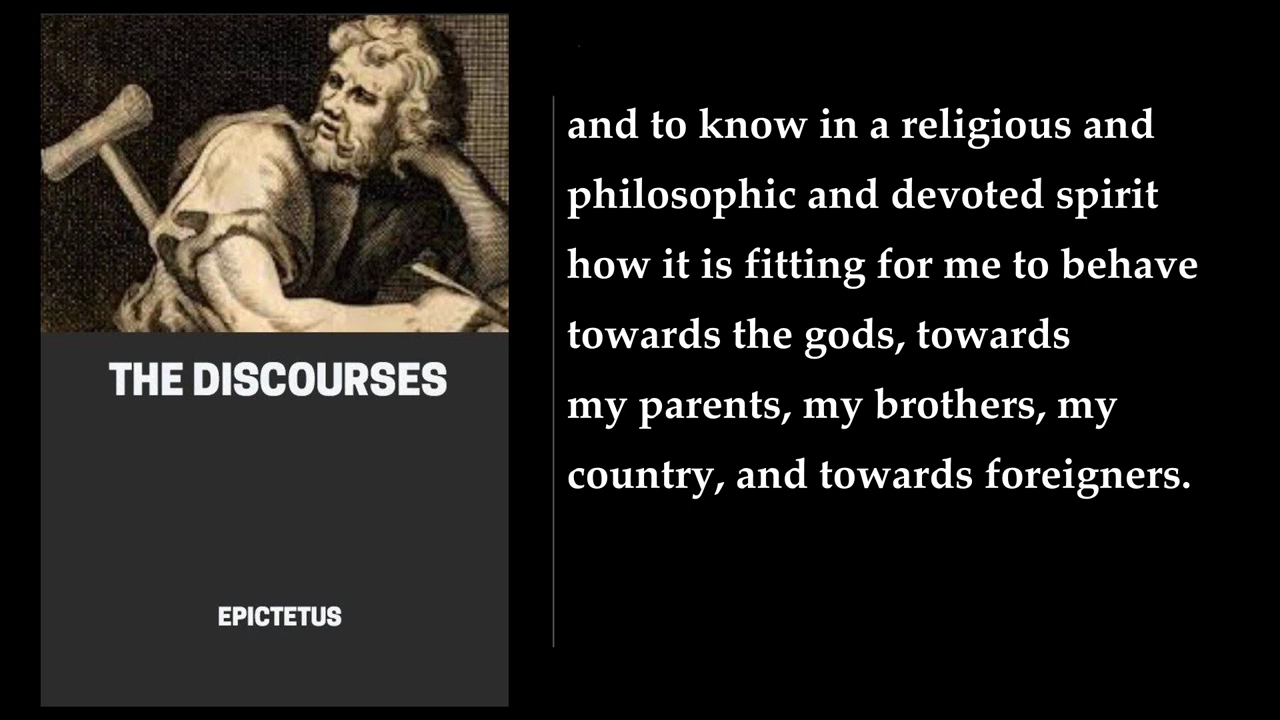 THE DISCOURSES
EPICTETUS
and to know in a religious and
philosophic and devoted spirit
how it is fitting for me to behave
towards the gods, towards
my parents, my brothers, my
country, and towards foreigners.